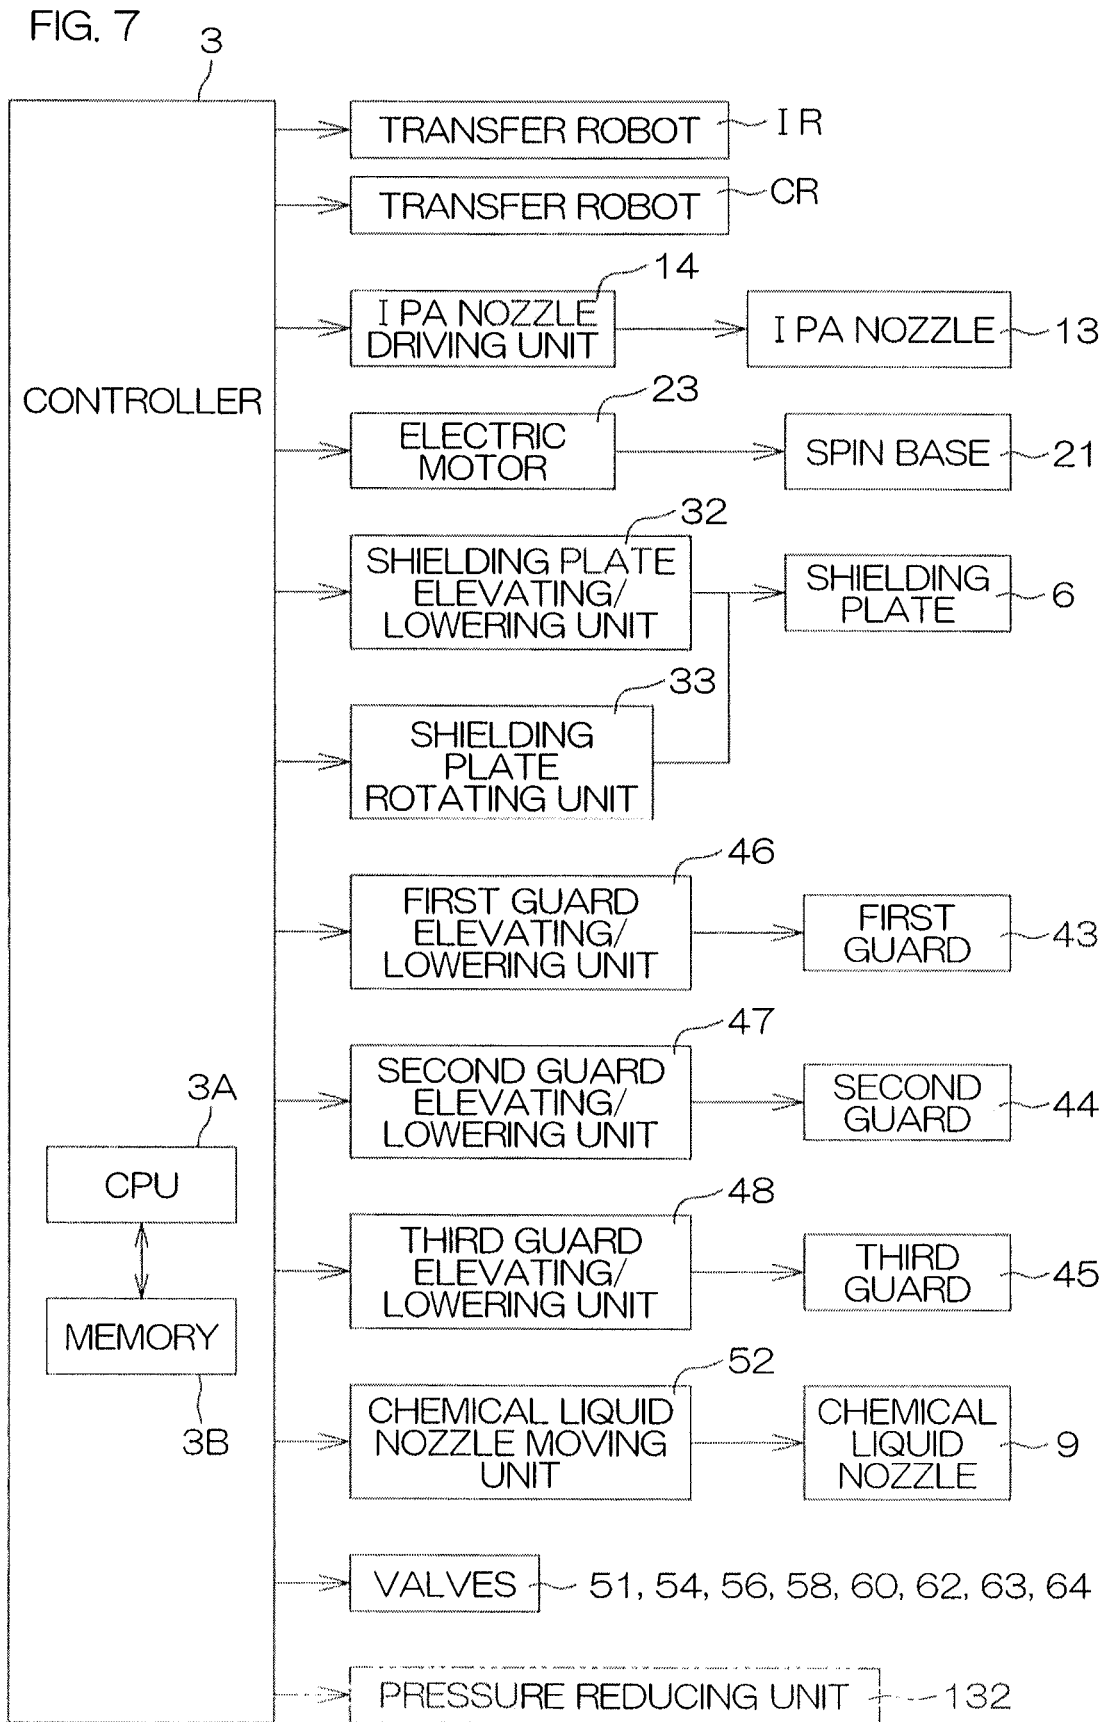 FIG. 7
3
TRANSFER ROBOT
IR
TRANSFER ROBOT
CR
14
IPA NOZZLE
DRIVING UNIT
IPA NOZZLE
13
CONTROLLER
23
ELECTRIC
MOTOR
SPIN BASE
21
32
SHIELDING PLATE
ELEVATING/
LOWERING UNIT
SHIELDING
PLATE
6
33
SHIELDING
PLATE
ROTATING UNIT
46
FIRST GUARD
ELEVATING/
LOWERING UNIT
FIRST
GUARD
43
47
SECOND GUARD
ELEVATING/
LOWERING UNIT
SECOND
GUARD
44
3A
CPU
48
THIRD GUARD
ELEVATING/
LOWERING UNIT
THIRD
GUARD
45
MEMORY
3B
52
CHEMICAL LIQUID
NOZZLE MOVING
UNIT
CHEMICAL
LIQUID
NOZZLE
9
VALVES
51, 54, 56, 58, 60, 62, 63, 64
PRESSURE REDUCING UNIT
132